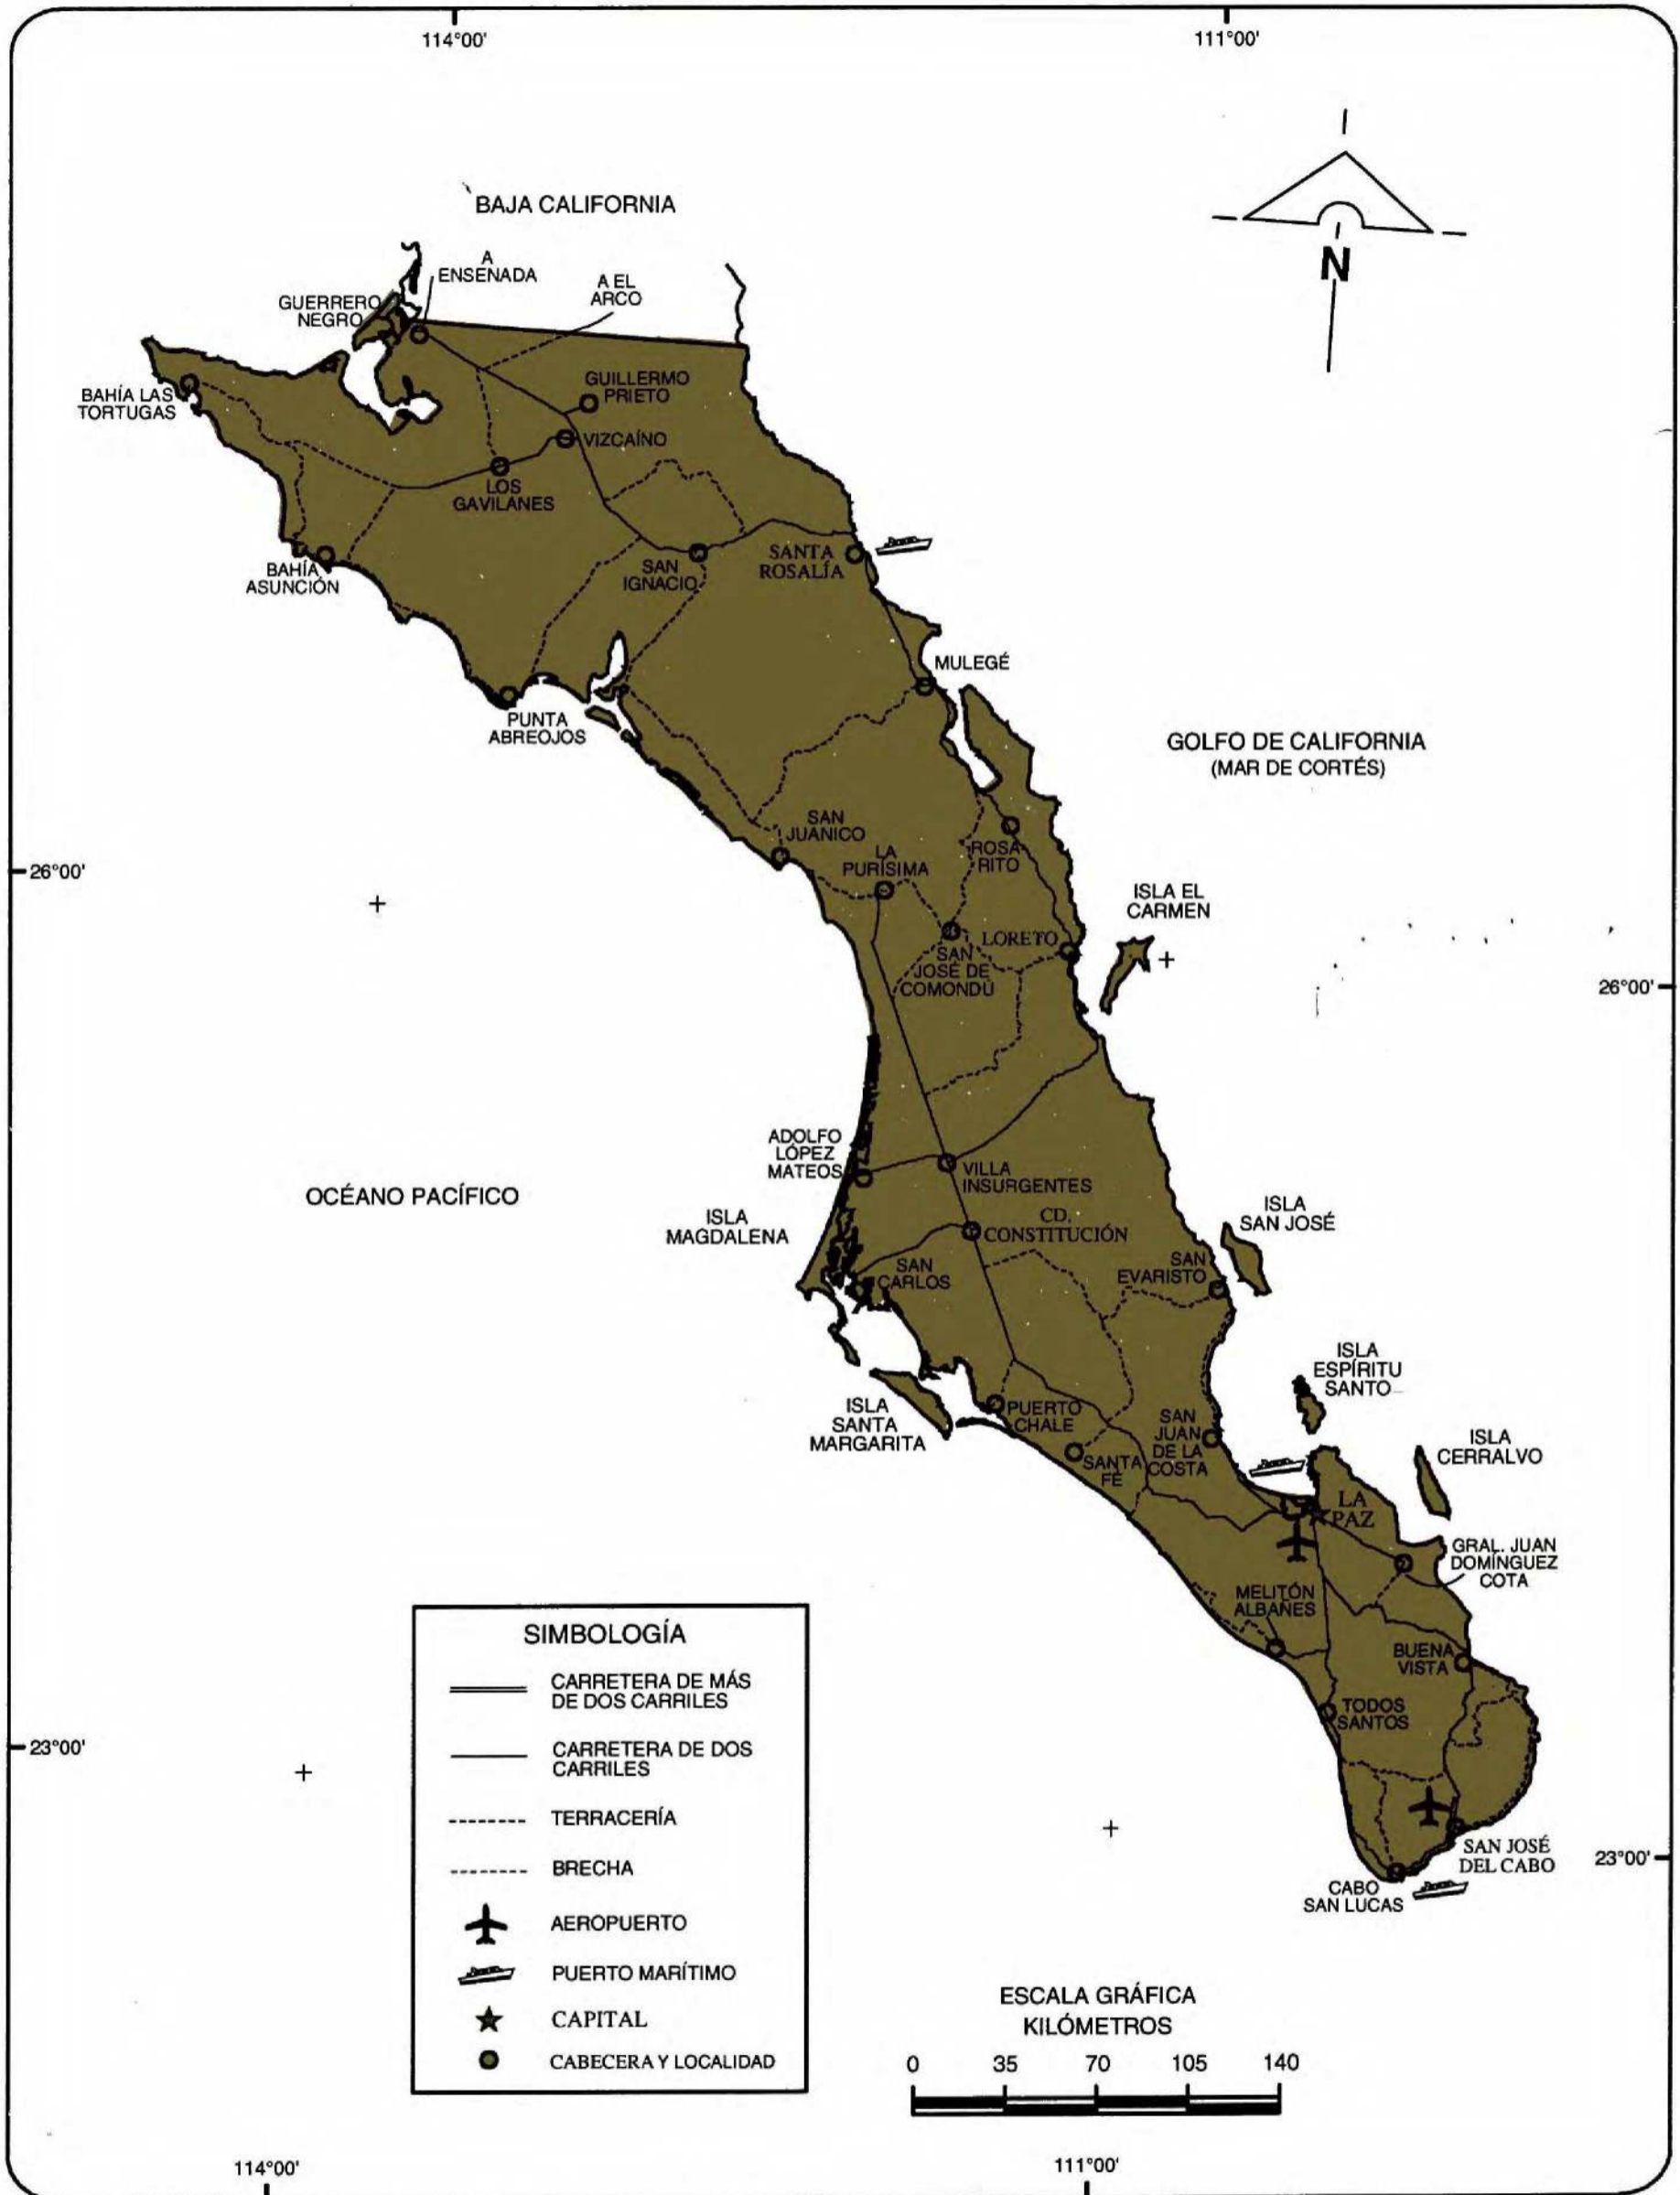 114°00'
111°00'
BAJA CALIFORNIA
A
ENSENADA
A EL
ARCO
N
GUERRERO
NEGRO
BAHÍA LAS
TORTUGAS
GUILLERMO
PRIETO
VIZCAÍNO
LOS
GAVILANES
BAHÍA
ASUNCIÓN
SAN
IGNACIO
SANTA
ROSALÍA
MULEGÉ
PUNTA
ABREOJOS
GOLFO DE CALIFORNIA
(MAR DE CORTÉS)
SAN
JUANICO
LA
PURÍSIMA
ROSA
RITO
26°00'
ISLA EL
CARMEN
LORETO
SAN
JOSÉ DE
COMONDÚ
26°00'
ADOLFO
LÓPEZ
MATEOS
VILLA
INSURGENTES
OCÉANO PACÍFICO
ISLA
MAGDALENA
CD.
CONSTITUCIÓN
ISLA
SAN JOSÉ
SAN
CARLOS
SAN
EVARISTO
ISLA
ESPÍRITU
SANTO
ISLA
SANTA
MARGARITA
PUERTO
CHALE
SANTA
FE
SAN
JUAN
DE LA
COSTA
ISLA
CERRALVO
LA
PAZ
GRAL. JUAN
DOMÍNGUEZ
COTA
MELITÓN
ALBAÑES
BUENA
VISTA
TODOS
SANTOS
23°00'
SAN JOSÉ
DEL CABO
23°00'
CABO
SAN LUCAS
SIMBOLOGÍA
CARRETERA DE MÁS
DE DOS CARRILES
CARRETERA DE DOS
CARRILES
TERRACERÍA
BRECHA
AEROPUERTO
PUERTO MARÍTIMO
CAPITAL
CABECERA Y LOCALIDAD
ESCALA GRÁFICA
KILÓMETROS
0 35 70 105 140
114°00'
111°00'